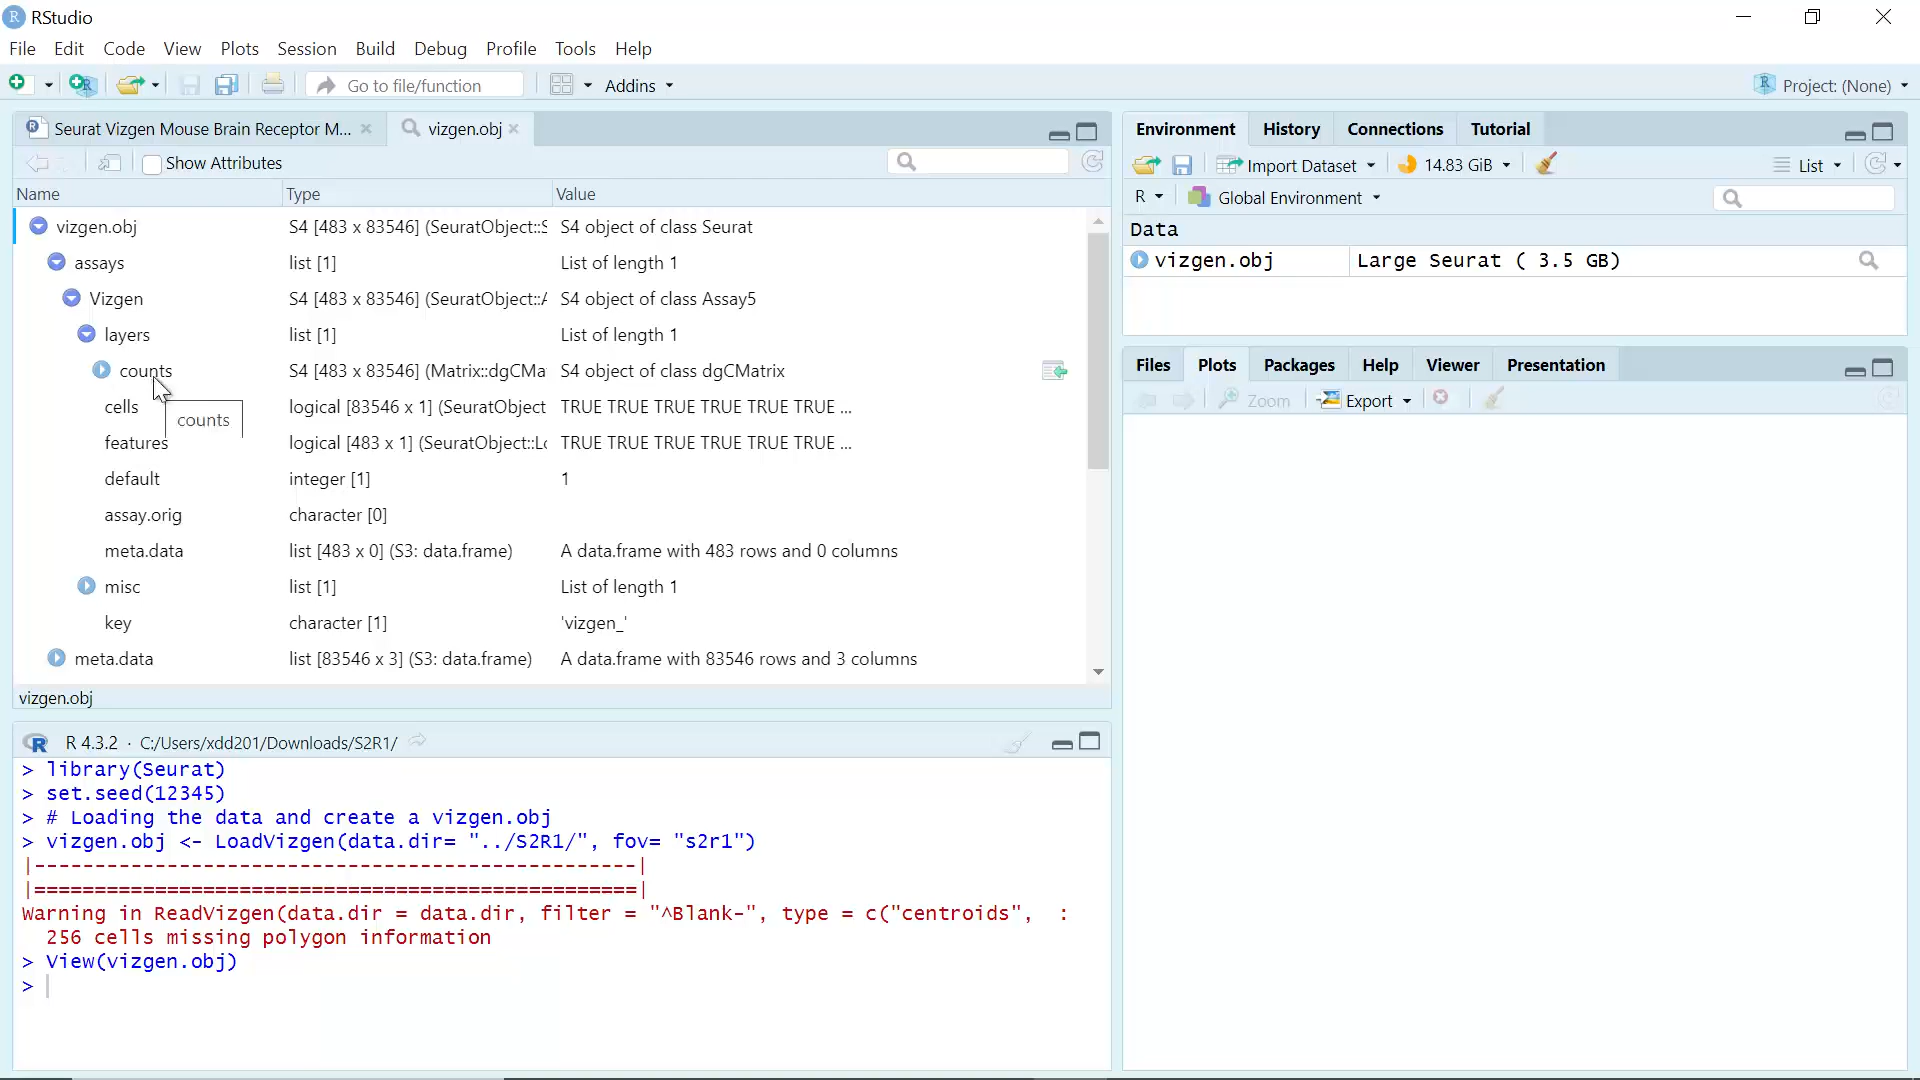 RStudio
File Edit Code View Plots Session Build Debug Profile Tools Help
Go to file/function Addins Project: (None)
Seurat Vizgen Mouse Brain Receptor M... vizgen.obj
Show Attributes
Name Type Value
vizgen.obj S4 [483 x 83546] (SeuratObject::S S4 object of class Seurat
assays list [1] List of length 1
Vizgen S4 [483 x 83546] (SeuratObject::A S4 object of class Assay5
layers list [1] List of length 1
counts S4 [483 x 83546] (Matrix::dgCMa S4 object of class dgCMatrix
cells logical [83546 x 1] (SeuratObject TRUE TRUE TRUE TRUE TRUE TRUE ...
counts
features logical [483 x 1] (SeuratObject::Lo TRUE TRUE TRUE TRUE TRUE TRUE ...
default integer [1] 1
assay.orig character [0]
meta.data list [483 x 0] (S3: data.frame) A data.frame with 483 rows and 0 columns
misc list [1] List of length 1
key character [1] 'vizgen_'
meta.data list [83546 x 3] (S3: data.frame) A data.frame with 83546 rows and 3 columns
vizgen.obj
R 4.3.2 · C:/Users/xdd201/Downloads/S2R1/
> library(Seurat)
> set.seed(12345)
> # Loading the data and create a vizgen.obj
> vizgen.obj <- LoadVizgen(data.dir= "../S2R1/", fov= "s2r1")
|--------------------------------------------------|
|==================================================|
Warning in ReadVizgen(data.dir = data.dir, filter = "^Blank-", type = c("centroids", :
256 cells missing polygon information
> View(vizgen.obj)
>
Environment History Connections Tutorial
Import Dataset 14.83 GiB List
R Global Environment
Data
vizgen.obj Large Seurat ( 3.5 GB)
Files Plots Packages Help Viewer Presentation
Zoom Export